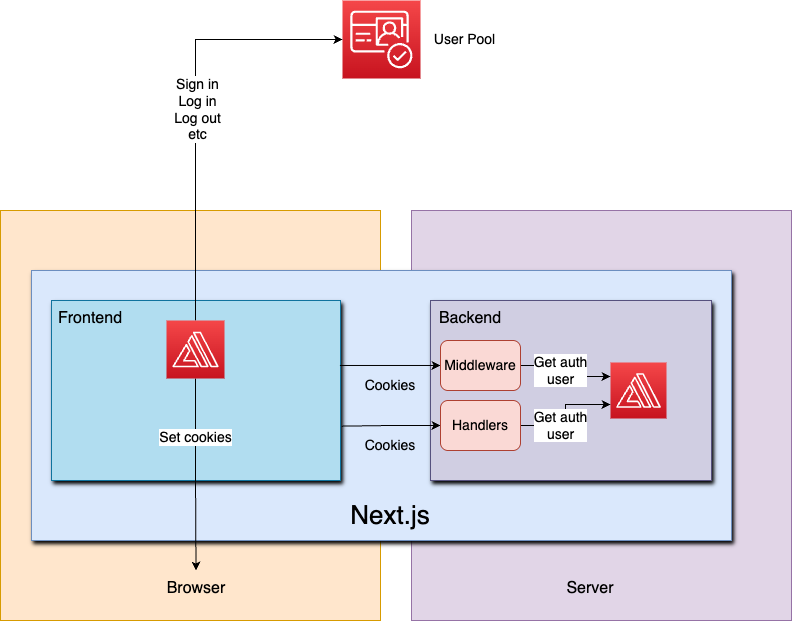 User Pool
Sign in
Log in
Log out
etc
Frontend
Backend
Middleware
Get auth
user
Cookies
Handlers
Get auth
user
Cookies
Set cookies
Next.js
Browser
Server